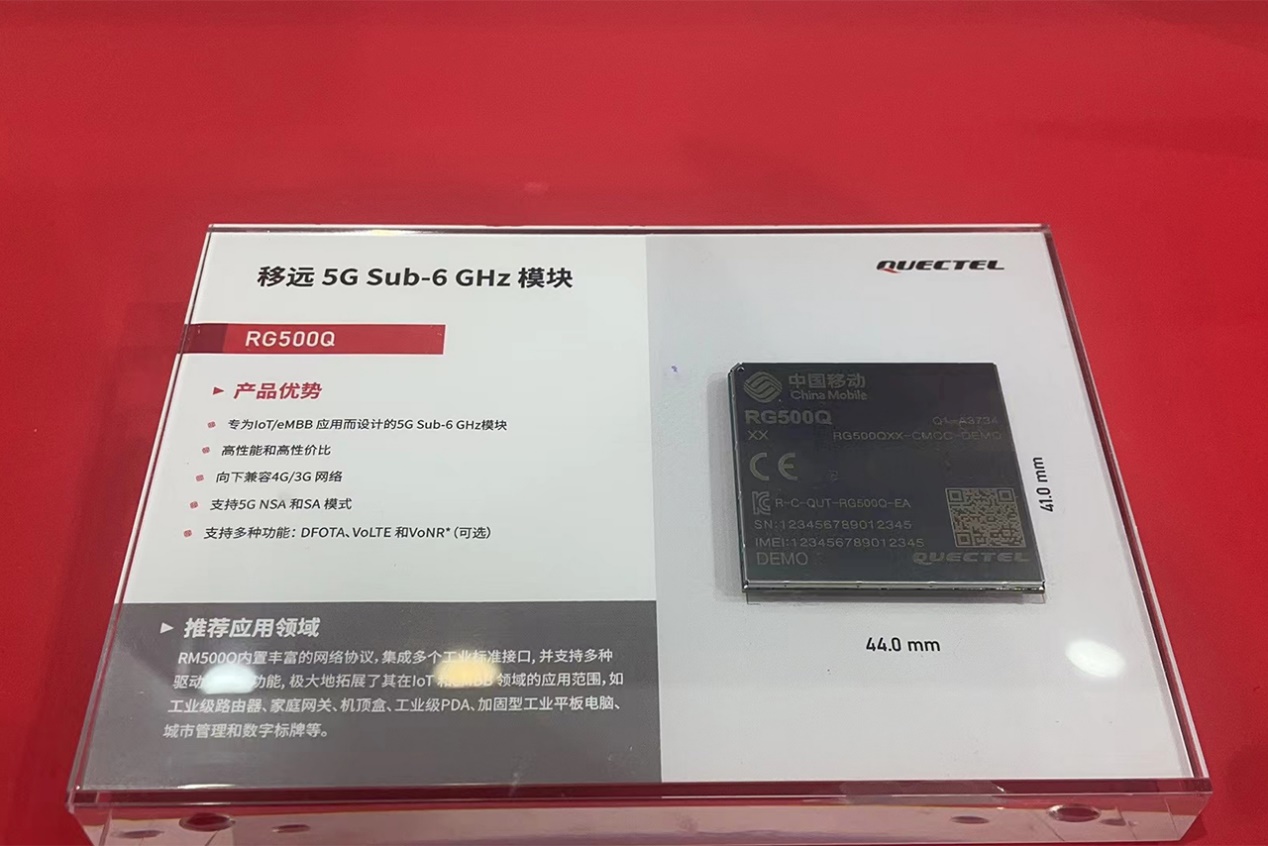 移远 5G Sub-6 GHz 模块
RG500Q
产品优势
专为IoT/eMBB 应用而设计的5G Sub-6 GHz模块
高性能和高性价比
向下兼容4G/3G 网络
支持5G NSA 和SA 模式
支持多种功能：DFOTA、VoLTE 和VoNR*（可选）
推荐应用领域
RM500Q内置丰富的网络协议，集成多个工业标准接口，并支持多种
驱动 功能，极大地拓展了其在IoT 和 领域的应用范围，如
工业级路由器、家庭网关、机顶盒、工业级PDA、加固型工业平板电脑、
城市管理和数字标牌等。
QUECTEL
中国移动
China Mobile
RG500Q Q1-A3734
XX RG500QXX-CMCC-DEMO
CE
R-C-QUT-RG500Q-EA
SN:123456789012345
IMEI:123456789012345
DEMO QUECTEL
41.0 mm
44.0 mm